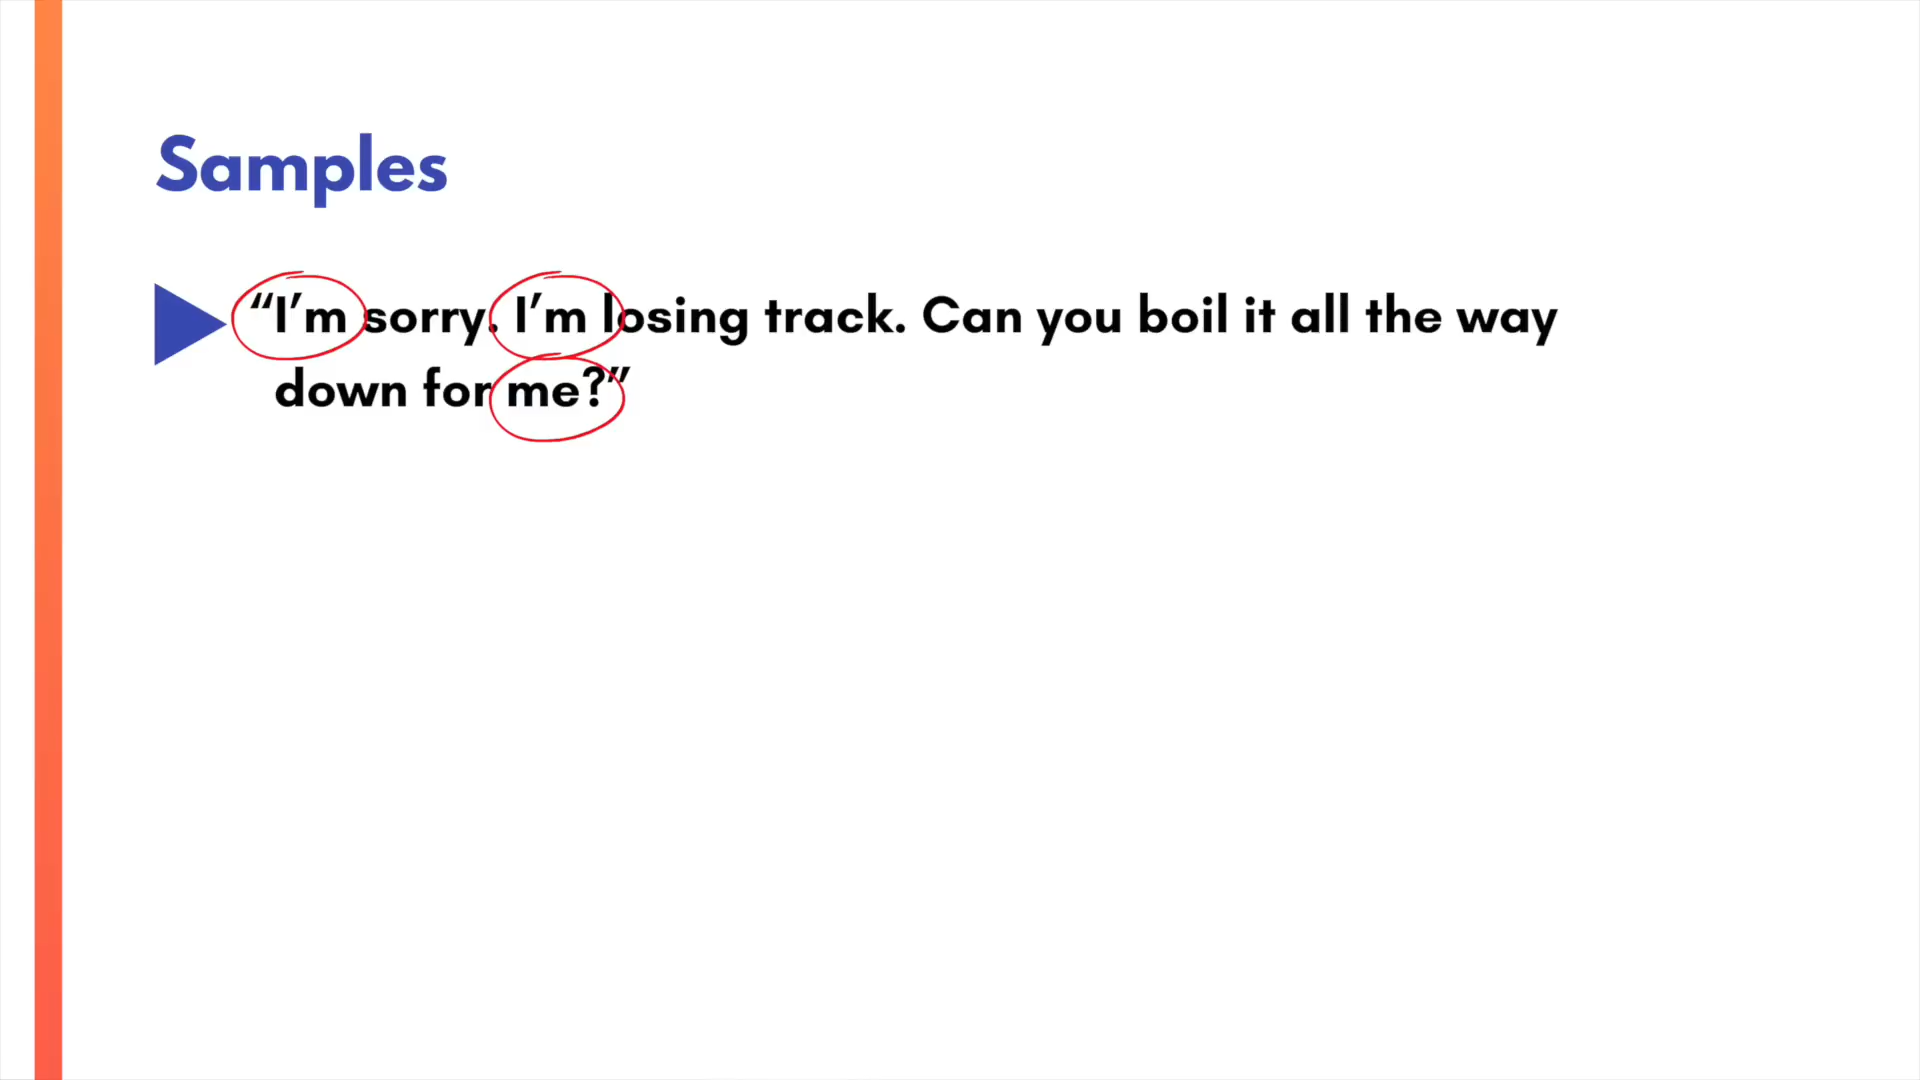 Samples
“I’m sorry. I’m losing track. Can you boil it all the way
down for me?”